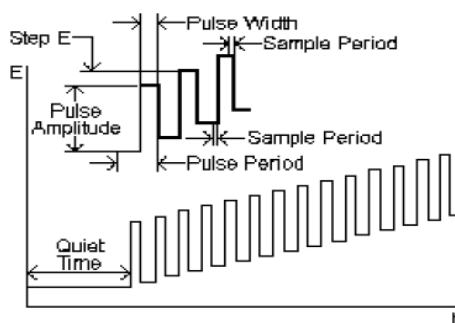 Pulse Width
Step E
Sample Period
E
Pulse
Amplitude
Sample Period
Pulse Period
Quiet
Time